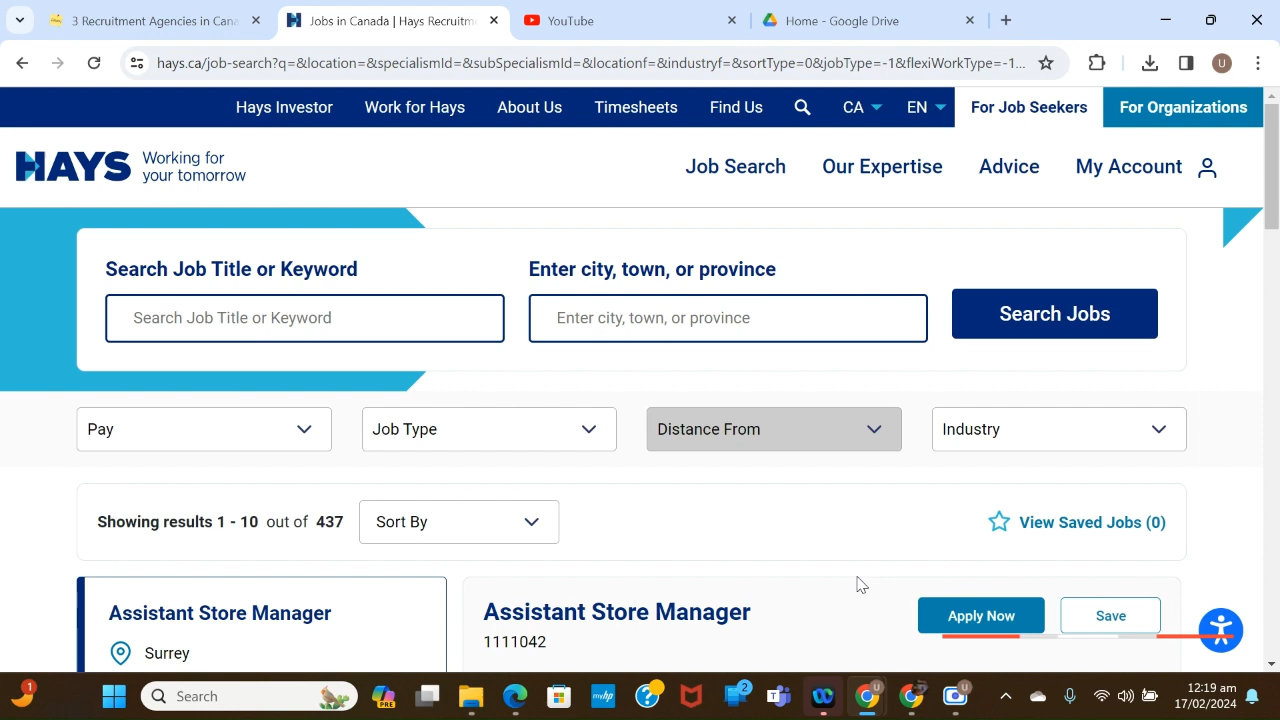 3 Recruitment Agencies in Cana
Jobs in Canada | Hays Recruitme
YouTube
Home - Google Drive
hays.ca/job-search?q=&location=&specialismId=&subSpecialismId=&locationf=&industryf=&sortType=0&jobType=-1&flexiWorkType=-1...
U
Hays Investor
Work for Hays
About Us
Timesheets
Find Us
CA
EN
For Job Seekers
For Organizations
HAYS Working for
your tomorrow
Job Search
Our Expertise
Advice
My Account
Search Job Title or Keyword
Enter city, town, or province
Search Job Title or Keyword
Enter city, town, or province
Search Jobs
Pay
Job Type
Distance From
Industry
Showing results 1 - 10 out of 437
Sort By
View Saved Jobs (0)
Assistant Store Manager
Surrey
Assistant Store Manager
1111042
Apply Now
Save
1
Search
PRE
myhp
2
U
U
12:19 am
17/02/2024